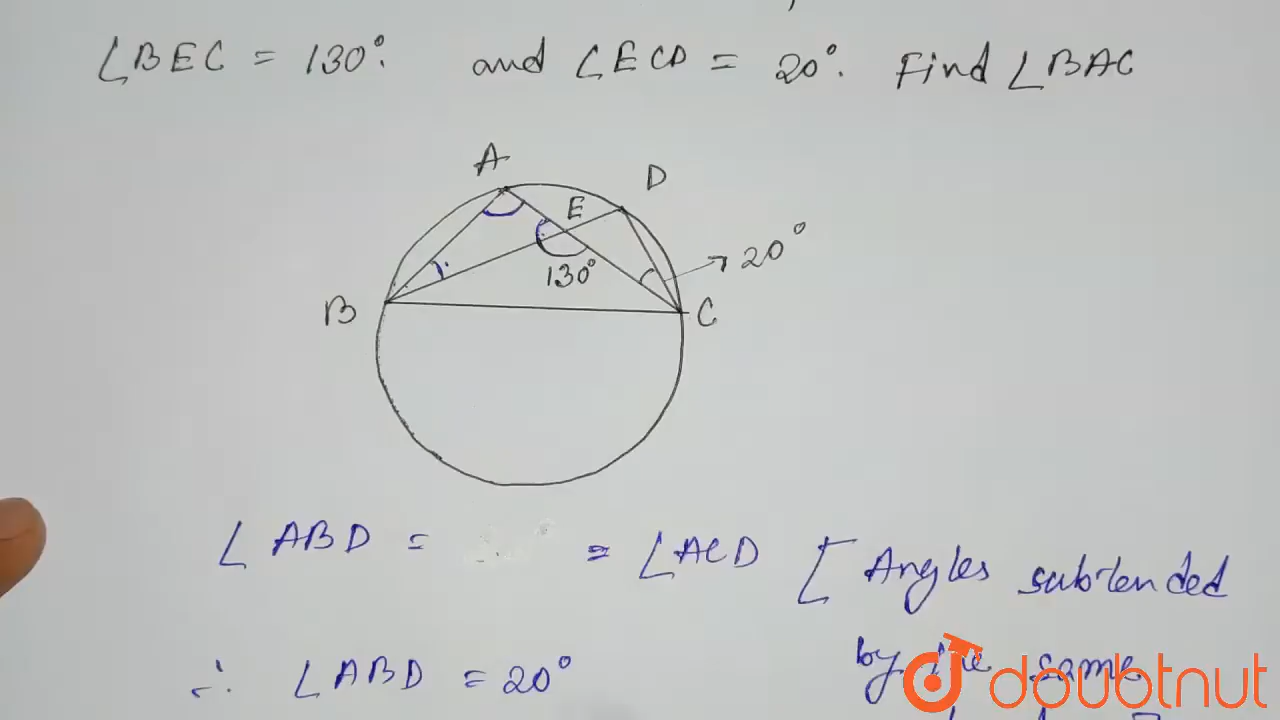 ∠BEC = 130°. and ∠ECD = 20°. Find ∠BAC
A
D
E
20°
130°
B
C
∠ABD = = ∠ACD [Angles subtended
by the same
∴ ∠ABD = 20°
doubtnut